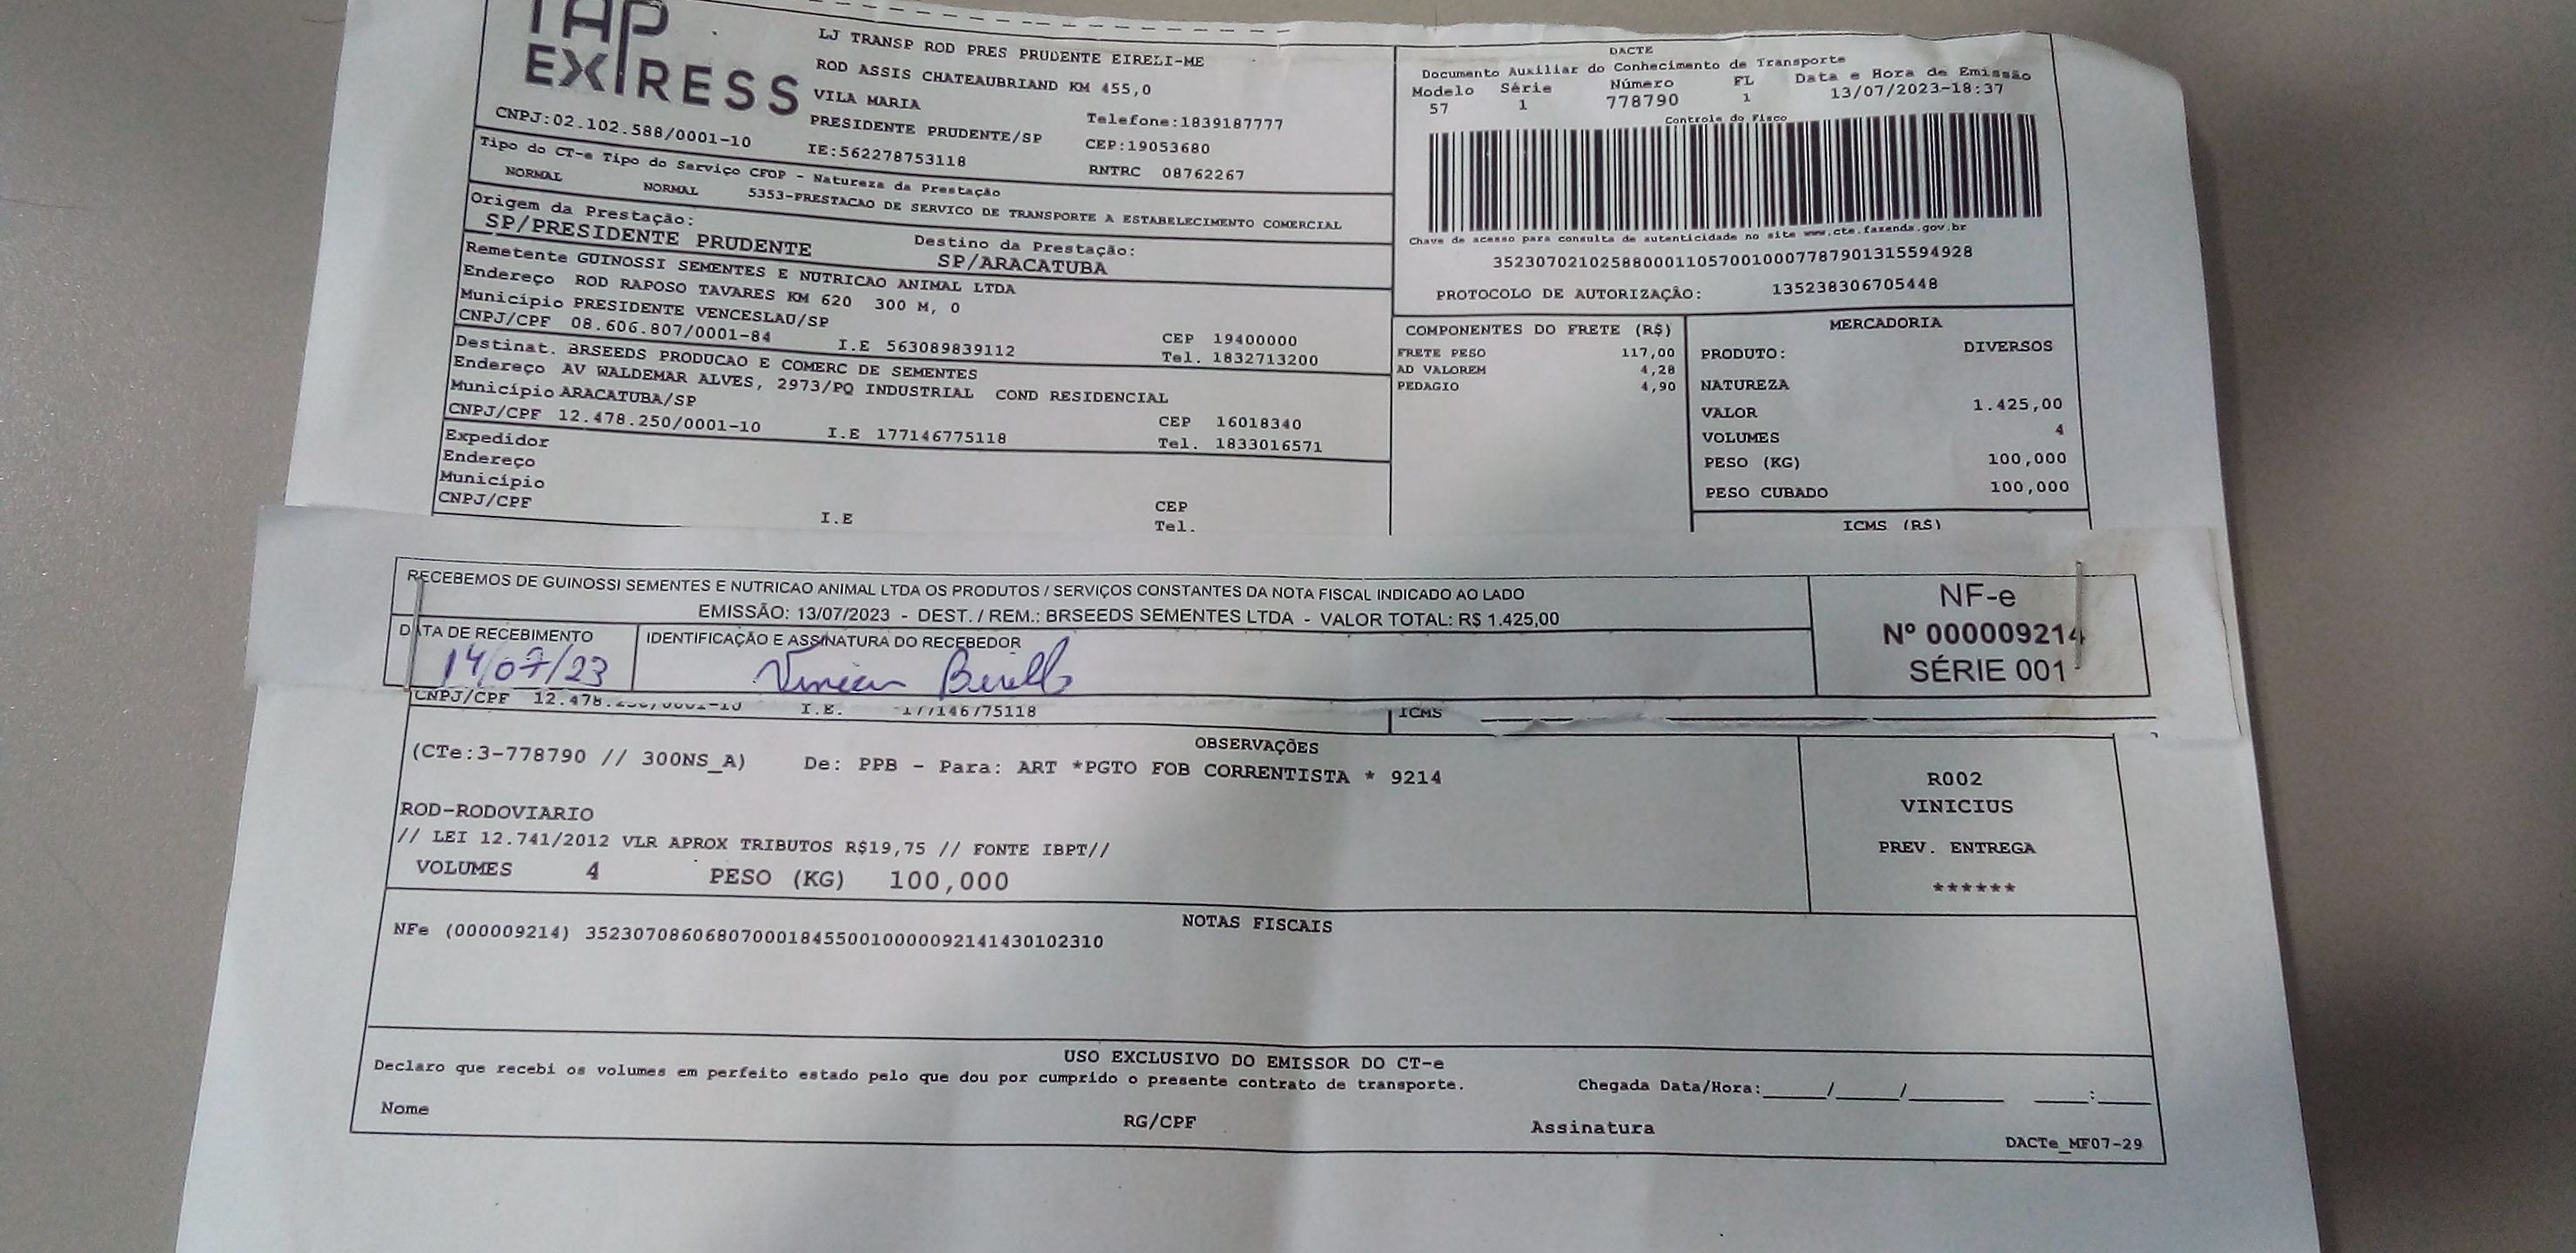 TAP
EXPRESS
LJ TRANSP ROD PRES PRUDENTE EIRELI-ME
ROD ASSIS CHATEAUBRIAND KM 455,0
VILA MARIA
PRESIDENTE PRUDENTE/SP Telefone:1839187777
CNPJ:02.102.588/0001-10 IE:562278753118 CEP:19053680
RNTRC 08762267
Tipo do CT-e Tipo do Serviço CFOP - Natureza da Prestação
NORMAL NORMAL 5353-PRESTACAO DE SERVICO DE TRANSPORTE A ESTABELECIMENTO COMERCIAL
Origem da Prestação: Destino da Prestação:
SP/PRESIDENTE PRUDENTE SP/ARACATUBA
Remetente GUINOSSI SEMENTES E NUTRICAO ANIMAL LTDA
Endereço ROD RAPOSO TAVARES KM 620 300 M, 0
Município PRESIDENTE VENCESLAU/SP CEP 19400000
CNPJ/CPF 08.606.807/0001-84 I.E 563089839112 Tel. 1832713200
Destinat. BRSEEDS PRODUCAO E COMERC DE SEMENTES
Endereço AV WALDEMAR ALVES, 2973/PQ INDUSTRIAL COND RESIDENCIAL
Município ARACATUBA/SP CEP 16018340
CNPJ/CPF 12.478.250/0001-10 I.E 177146775118 Tel. 1833016571
Expedidor
Endereço
Município CEP
CNPJ/CPF I.E Tel.
DACTE
Documento Auxiliar do Conhecimento de Transporte
Modelo Série Número FL Data e Hora de Emissão
57 1 778790 1 13/07/2023-18:37
Controle do Fisco
Chave de acesso para consulta de autenticidade no site www.cte.fazenda.gov.br
35230702102588000110570010007787901315594928
PROTOCOLO DE AUTORIZAÇÃO: 135238306705448
COMPONENTES DO FRETE (R$)
FRETE PESO 117,00
AD VALOREM 4,28
PEDAGIO 4,90
MERCADORIA
PRODUTO: DIVERSOS
NATUREZA
VALOR 1.425,00
VOLUMES 4
PESO (KG) 100,000
PESO CUBADO 100,000
ICMS (R$)
RECEBEMOS DE GUINOSSI SEMENTES E NUTRICAO ANIMAL LTDA OS PRODUTOS / SERVIÇOS CONSTANTES DA NOTA FISCAL INDICADO AO LADO
EMISSÃO: 13/07/2023 - DEST. / REM.: BRSEEDS SEMENTES LTDA - VALOR TOTAL: R$ 1.425,00
DATA DE RECEBIMENTO IDENTIFICAÇÃO E ASSINATURA DO RECEBEDOR
14/07/23
NF-e
Nº 000009214
SÉRIE 001
CNPJ/CPF 12.478.250/0001-10 I.E. 177146775118 ICMS
OBSERVAÇÕES
(CTe:3-778790 // 300NS_A) De: PPB - Para: ART *PGTO FOB CORRENTISTA * 9214
ROD-RODOVIARIO
// LEI 12.741/2012 VLR APROX TRIBUTOS R$19,75 // FONTE IBPT//
VOLUMES 4 PESO (KG) 100,000
R002
VINICIUS
PREV. ENTREGA
******
NOTAS FISCAIS
NFe (000009214) 35230708606807000184550010000092141430102310
USO EXCLUSIVO DO EMISSOR DO CT-e
Declaro que recebi os volumes em perfeito estado pelo que dou por cumprido o presente contrato de transporte. Chegada Data/Hora:_____/_____/_______ ____:____
Nome RG/CPF Assinatura
DACTe_MF07-29